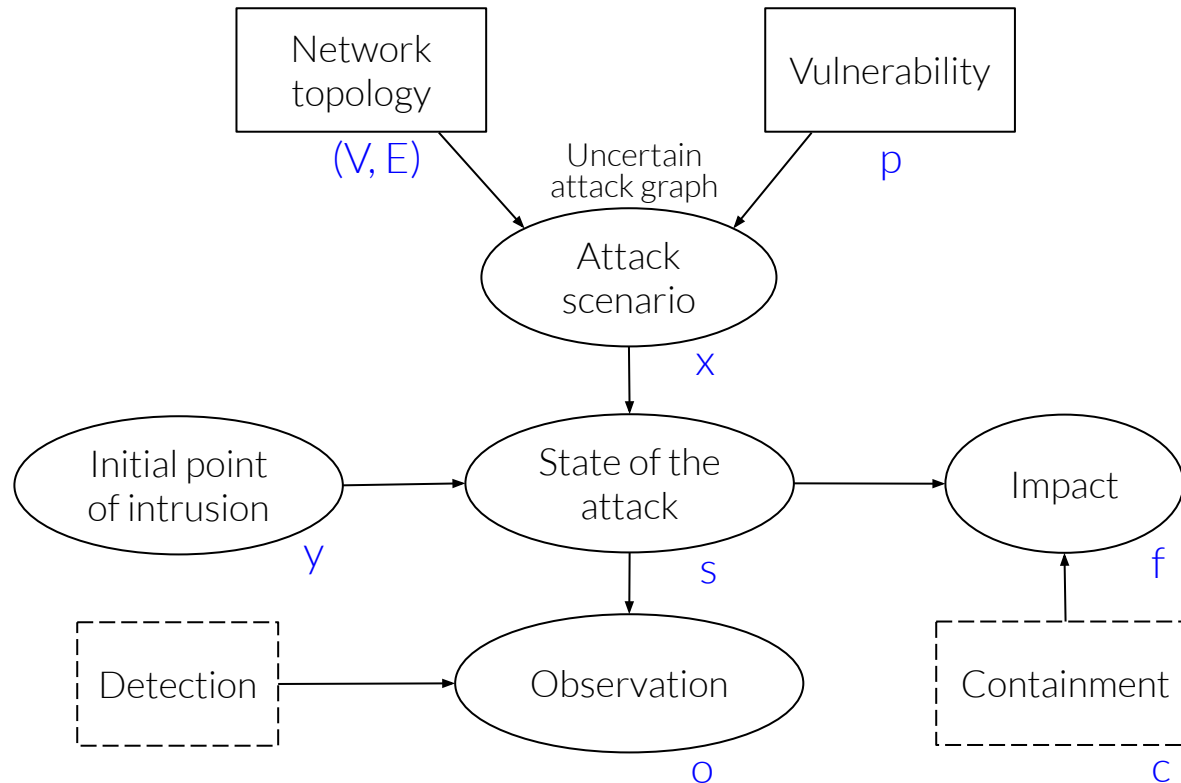 Network
topology
Vulnerability
(V, E)
p
Uncertain
attack graph
Attack
scenario
x
Initial point
of intrusion
State of the
attack
Impact
y
s
f
Detection
Observation
Containment
o
c